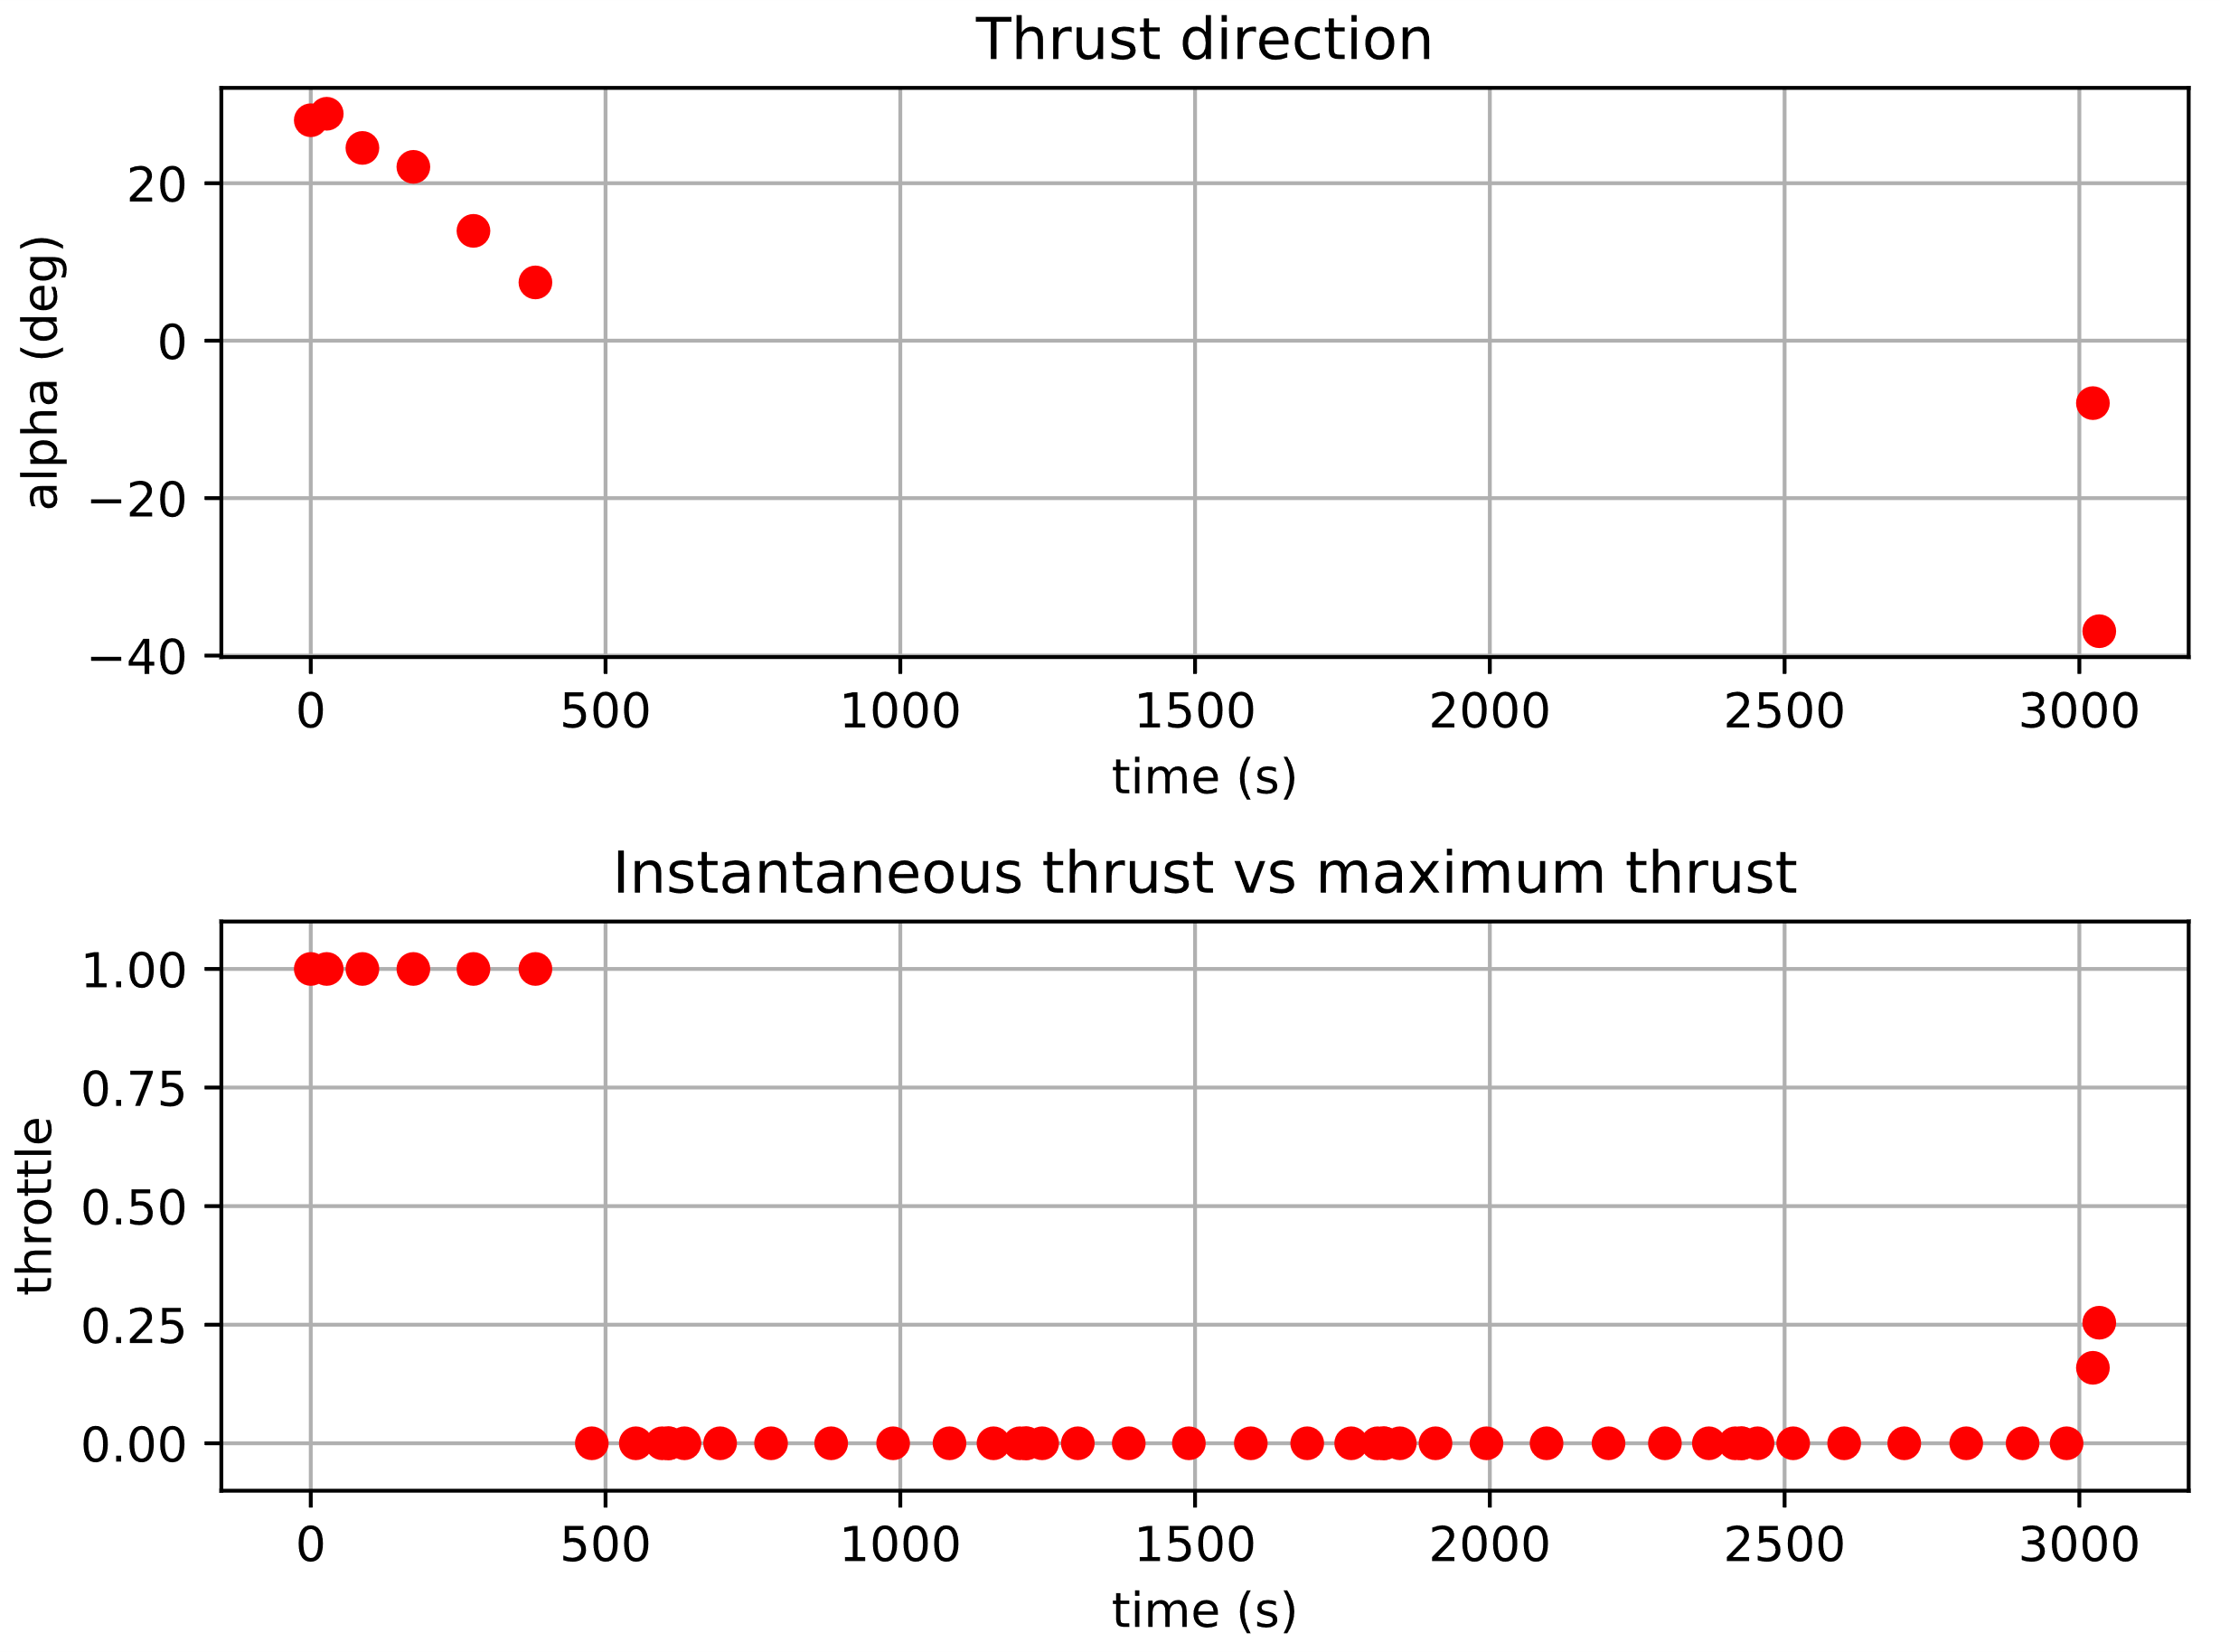 Thrust direction
20
0
−20
−40
alpha (deg)
0 500 1000 1500 2000 2500 3000
time (s)
Instantaneous thrust vs maximum thrust
1.00
0.75
0.50
0.25
0.00
throttle
0 500 1000 1500 2000 2500 3000
time (s)